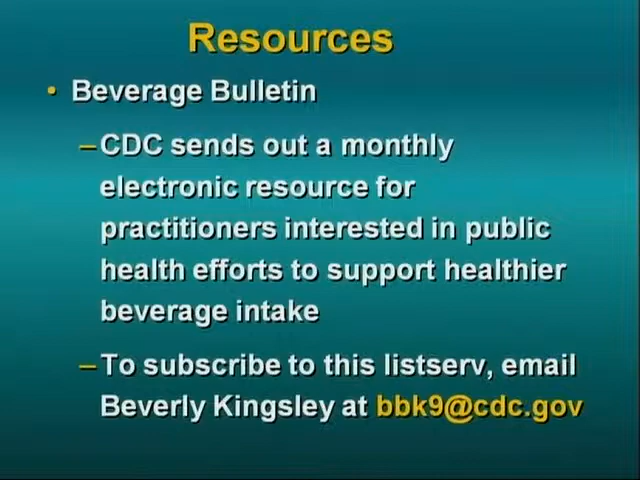 Resources
• Beverage Bulletin
–CDC sends out a monthly
electronic resource for
practitioners interested in public
health efforts to support healthier
beverage intake
–To subscribe to this listserv, email
Beverly Kingsley at bbk9@cdc.gov